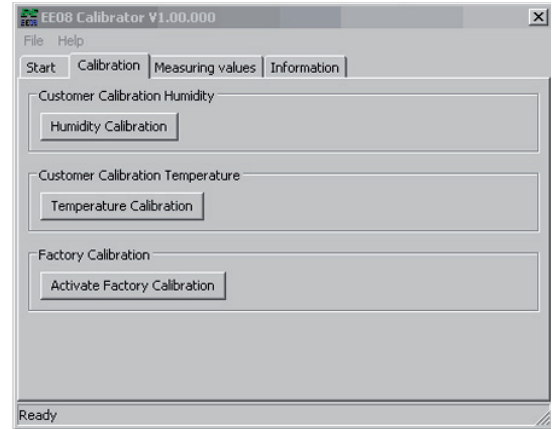 EE08 Calibrator V1.00.000
File Help
Start Calibration Measuring values Information
Customer Calibration Humidity
Humidity Calibration
Customer Calibration Temperature
Temperature Calibration
Factory Calibration
Activate Factory Calibration
Ready